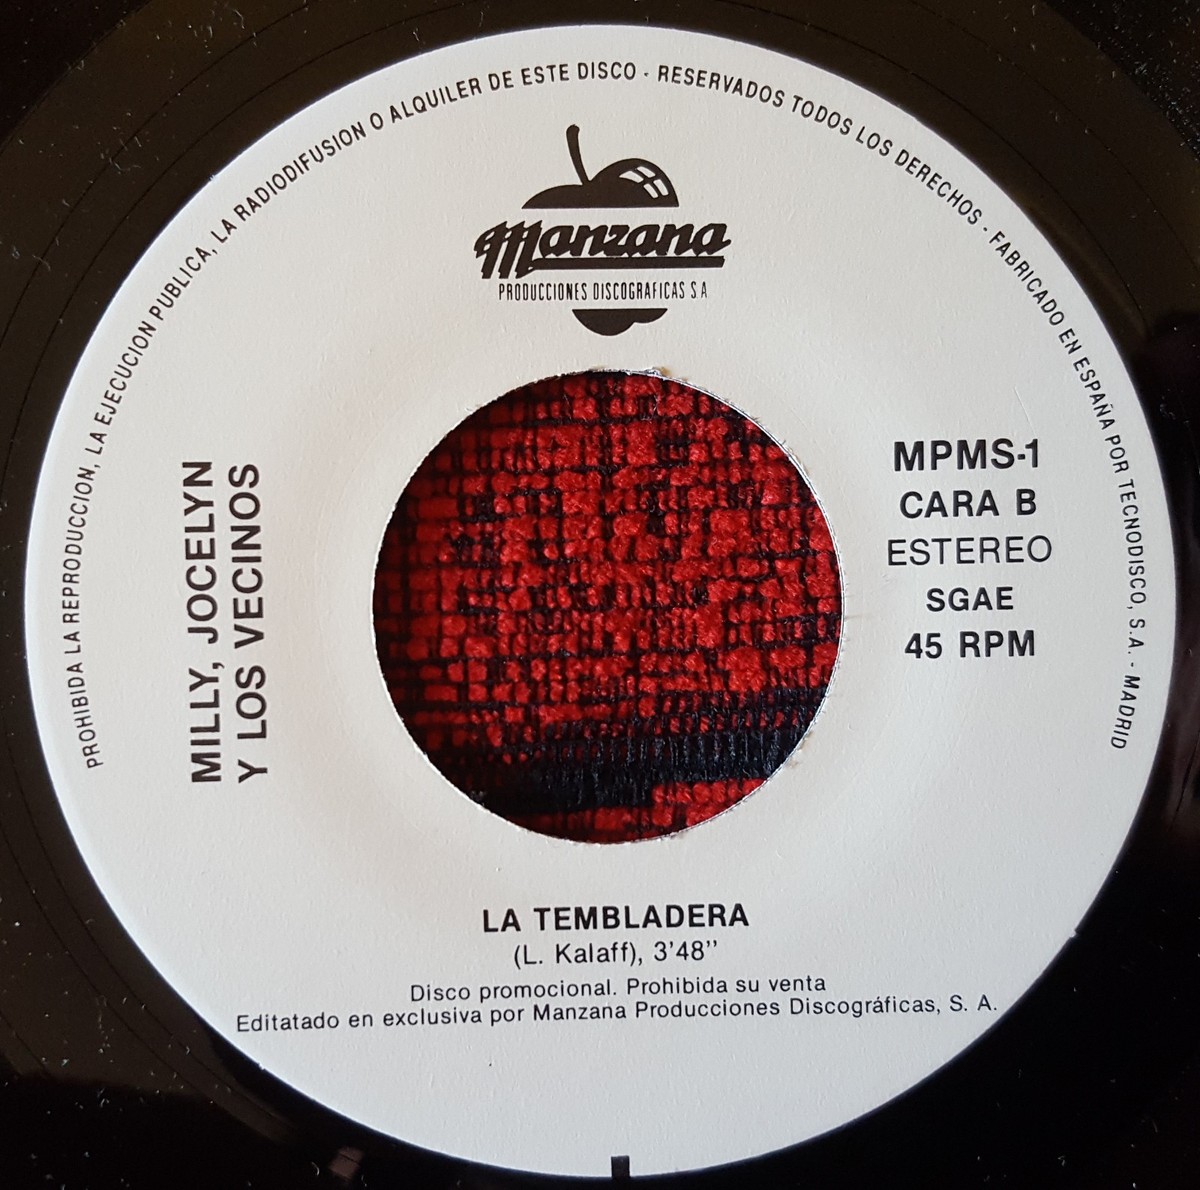 PROHIBIDA LA REPRODUCCION, LA EJECUCION PUBLICA, LA RADIODIFUSION O ALQUILER DE ESTE DISCO - RESERVADOS TODOS LOS DERECHOS - FABRICADO EN ESPAÑA POR TECNODISCO, S.A. - MADRID
Manzana
PRODUCCIONES DISCOGRAFICAS S.A
MILLY, JOCELYN
Y LOS VECINOS
MPMS-1
CARA B
ESTEREO
SGAE
45 RPM
LA TEMBLADERA
(L. Kalaff), 3'48''
Disco promocional. Prohibida su venta
Editatado en exclusiva por Manzana Producciones Discográficas, S. A.